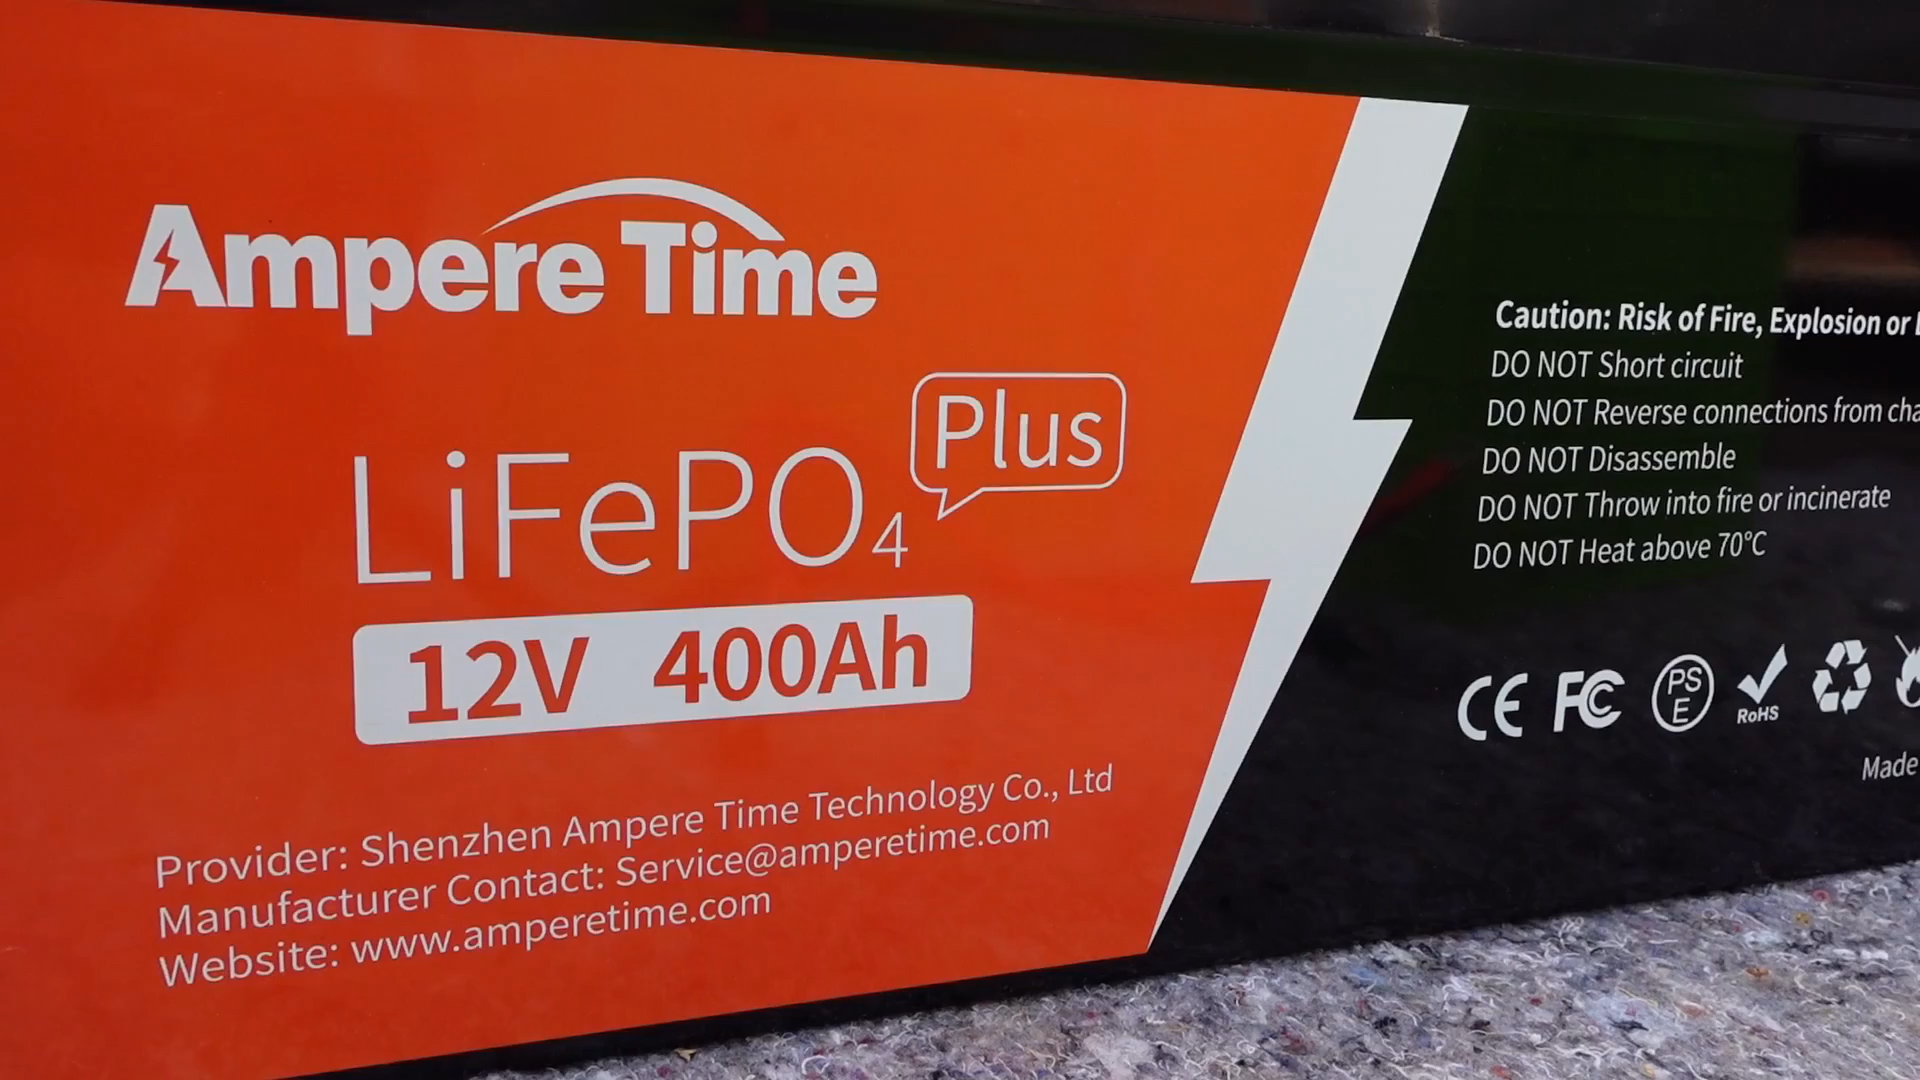 Ampere Time
LiFePO4
Plus
12V 400Ah
Provider: Shenzhen Ampere Time Technology Co., Ltd
Manufacturer Contact: Service@amperetime.com
Website: www.amperetime.com
Caution: Risk of Fire, Explosion or
DO NOT Short circuit
DO NOT Reverse connections from
DO NOT Disassemble
DO NOT Throw into fire or incinerate
DO NOT Heat above 70°C
CE FC PS E RoHS
Made